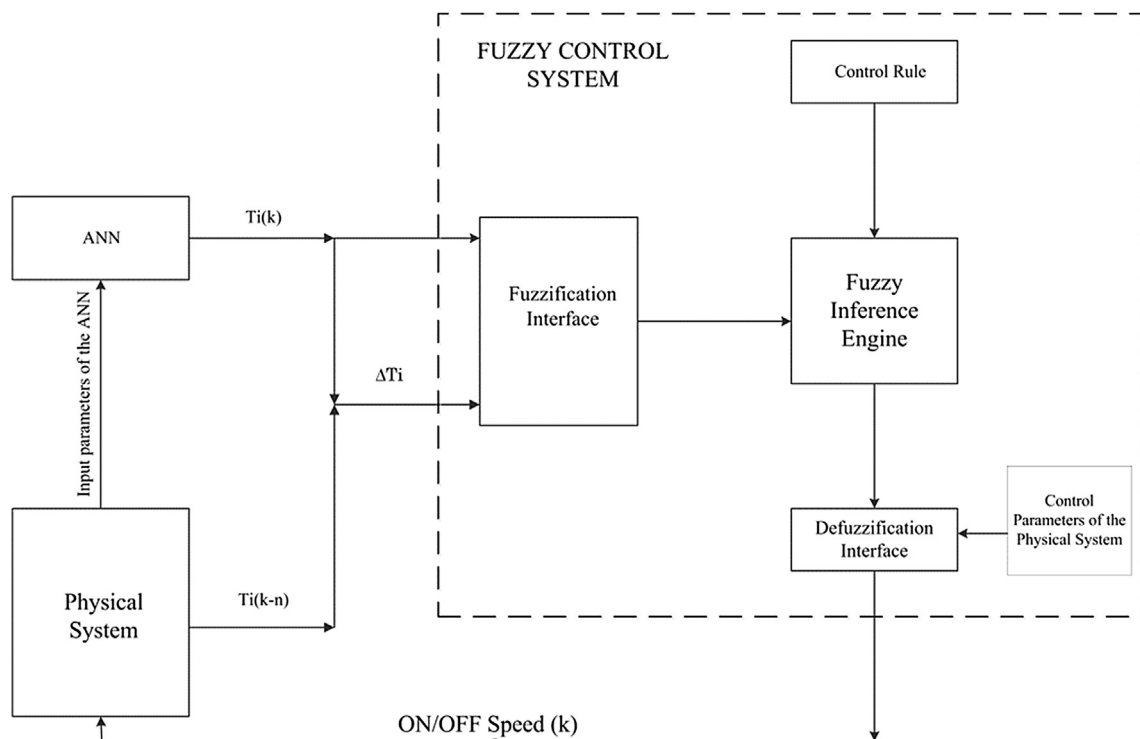 FUZZY CONTROL
SYSTEM
Control Rule
Ti(k)
ANN
Fuzzification
Interface
Fuzzy
Inference
Engine
Input parameters of the ANN
ΔTi
Control
Parameters of the
Physical System
Defuzzification
Interface
Physical
System
Ti(k-n)
ON/OFF Speed (k)